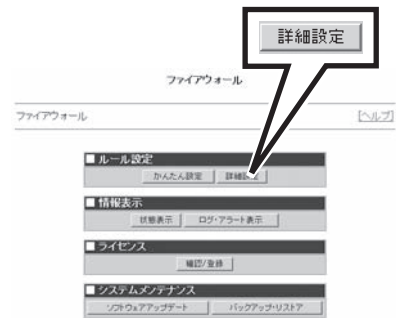 詳細設定
ファイアウォール
ファイアウォール [ヘルプ]
■ ルール設定
かんたん設定 詳細設定
■ 情報表示
状態表示 ログ・アラート表示
■ ライセンス
確認/登録
■ システムメンテナンス
ソフトウェアアップデート バックアップ・リストア